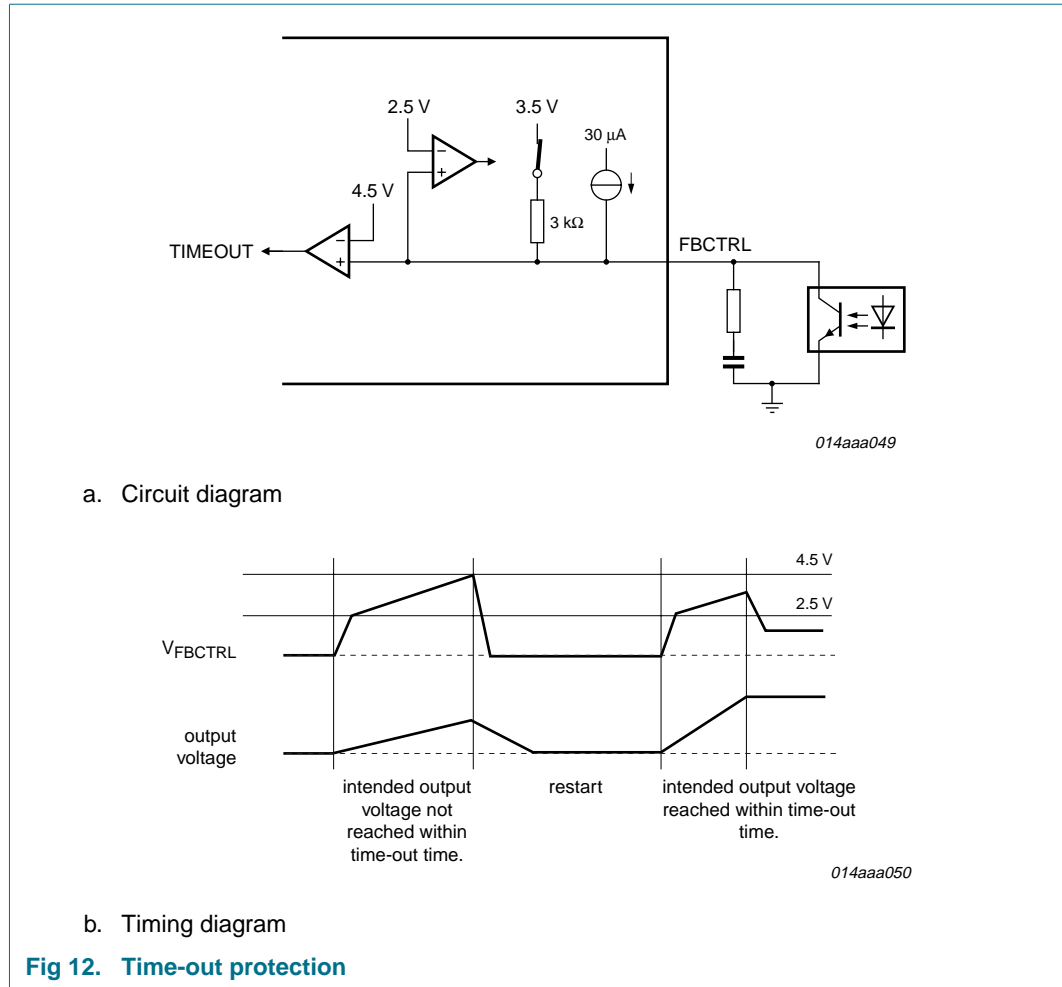 2.5 V
3.5 V
30 μA
4.5 V
3 kΩ
TIMEOUT
FBCTRL
014aaa049
a. Circuit diagram
4.5 V
2.5 V
VFBCTRL
output
voltage
intended output
voltage not
reached within
time-out time.
restart
intended output voltage
reached within time-out
time.
014aaa050
b. Timing diagram
Fig 12. Time-out protection